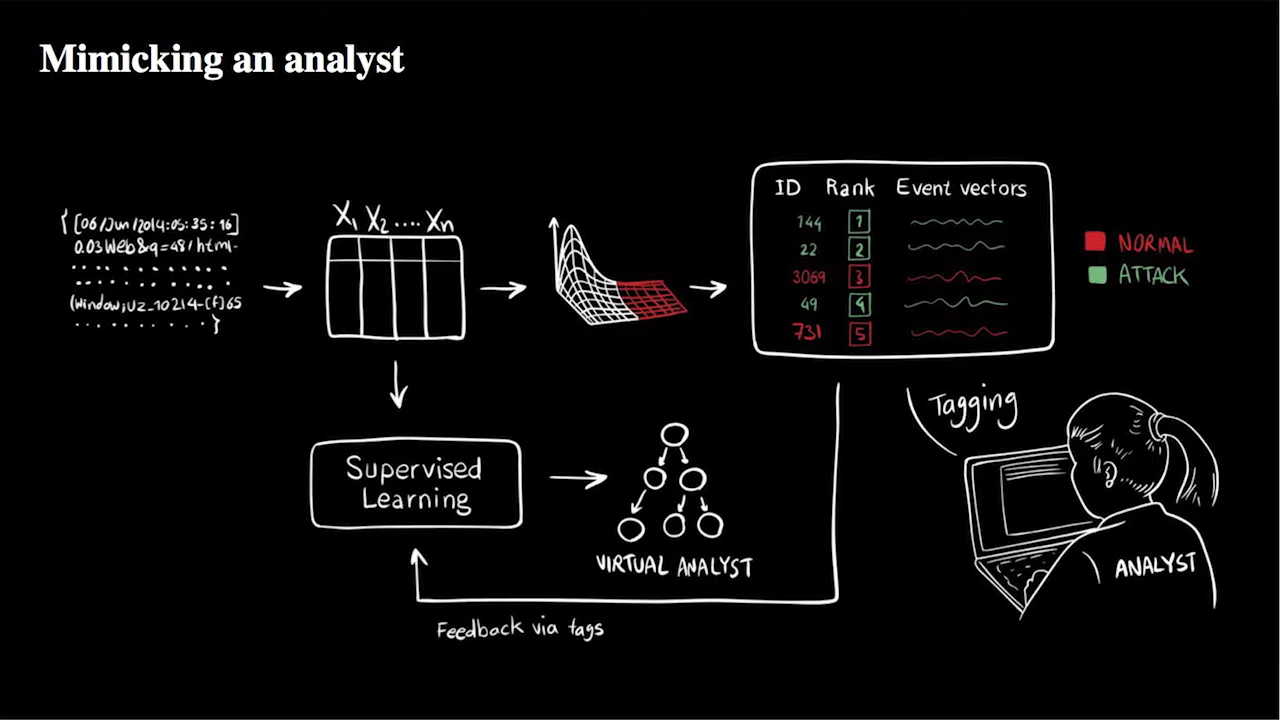 Mimicking an analyst
{ [06/Jun/2014:05:35:16]
0.03Web&q=48/html-
(Window;U2_10214-(f)65
}
X1 X2 .... Xn
ID Rank Event vectors
144 1
22 2
3069 3
49 4
731 5
NORMAL
ATTACK
Tagging
Supervised
Learning
VIRTUAL ANALYST
ANALYST
Feedback via tags